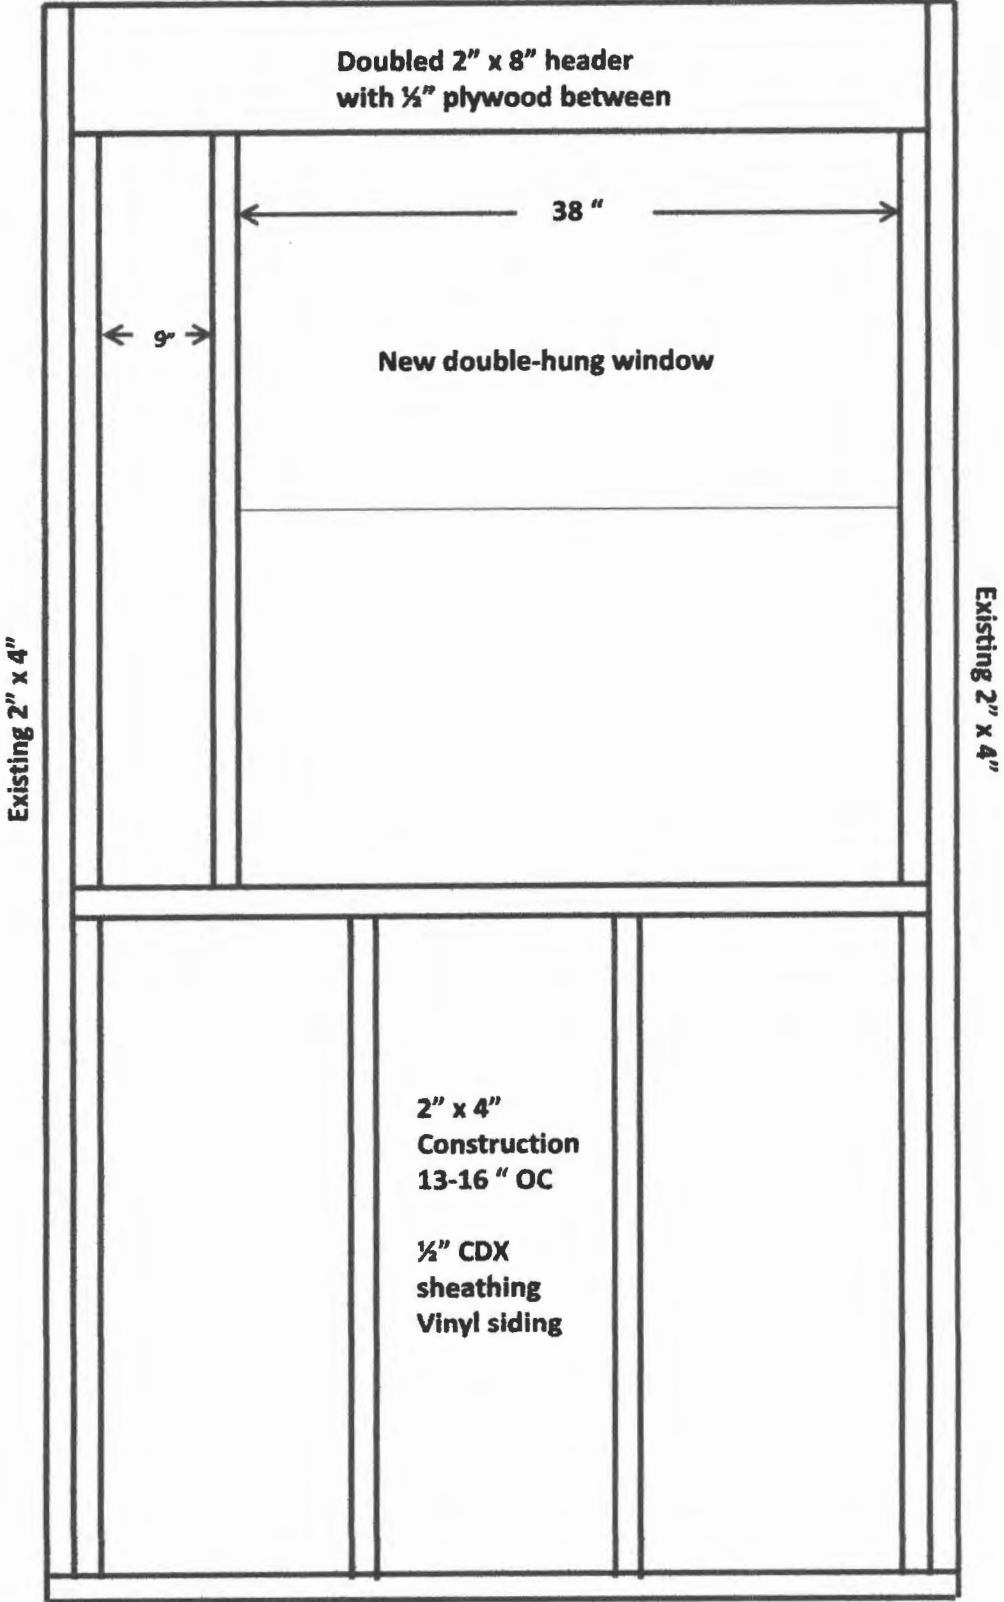 Doubled 2" x 8" header
with ½" plywood between
38 "
9"
New double-hung window
Existing 2" x 4"
Existing 2" x 4"
2" x 4"
Construction
13-16 " OC
½" CDX
sheathing
Vinyl siding